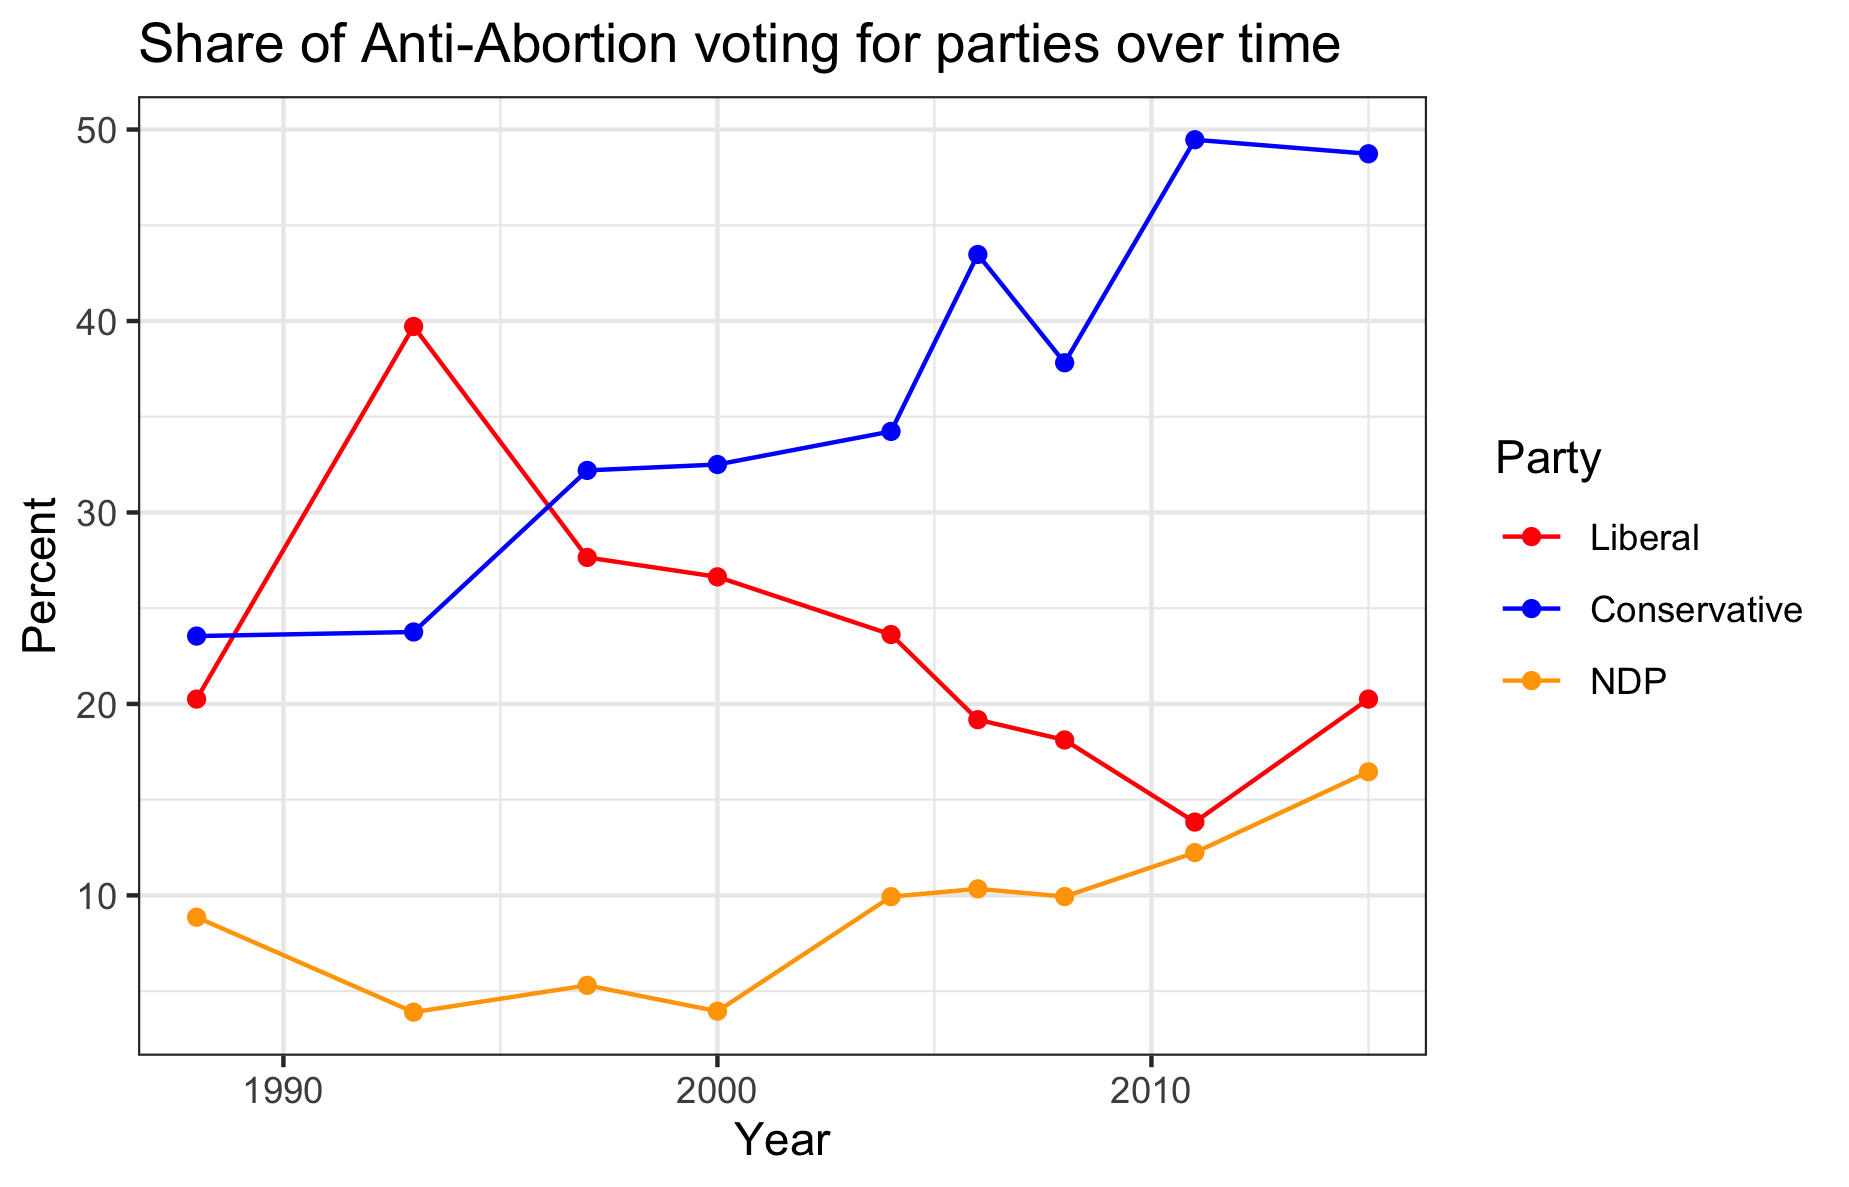 Share of Anti-Abortion voting for parties over time
50
40
30
20
10
Percent
1990
2000
2010
Year
Party
Liberal
Conservative
NDP